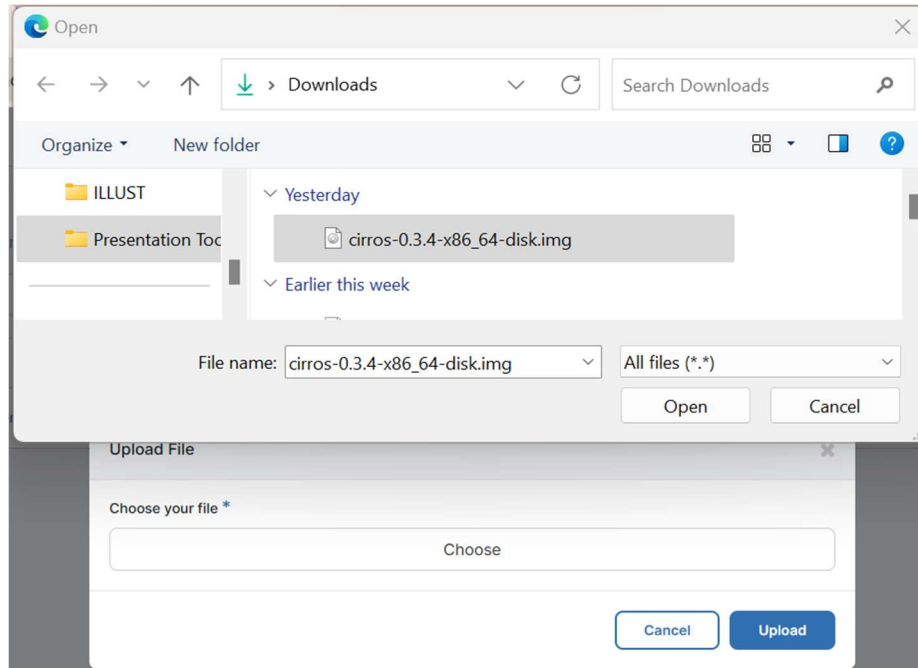 Open
Downloads
Search Downloads
Organize
New folder
ILLUST
Yesterday
Presentation Toc
cirros-0.3.4-x86_64-disk.img
Earlier this week
File name:
cirros-0.3.4-x86_64-disk.img
All files (*.*)
Open
Cancel
Upload File
Choose your file *
Choose
Cancel
Upload